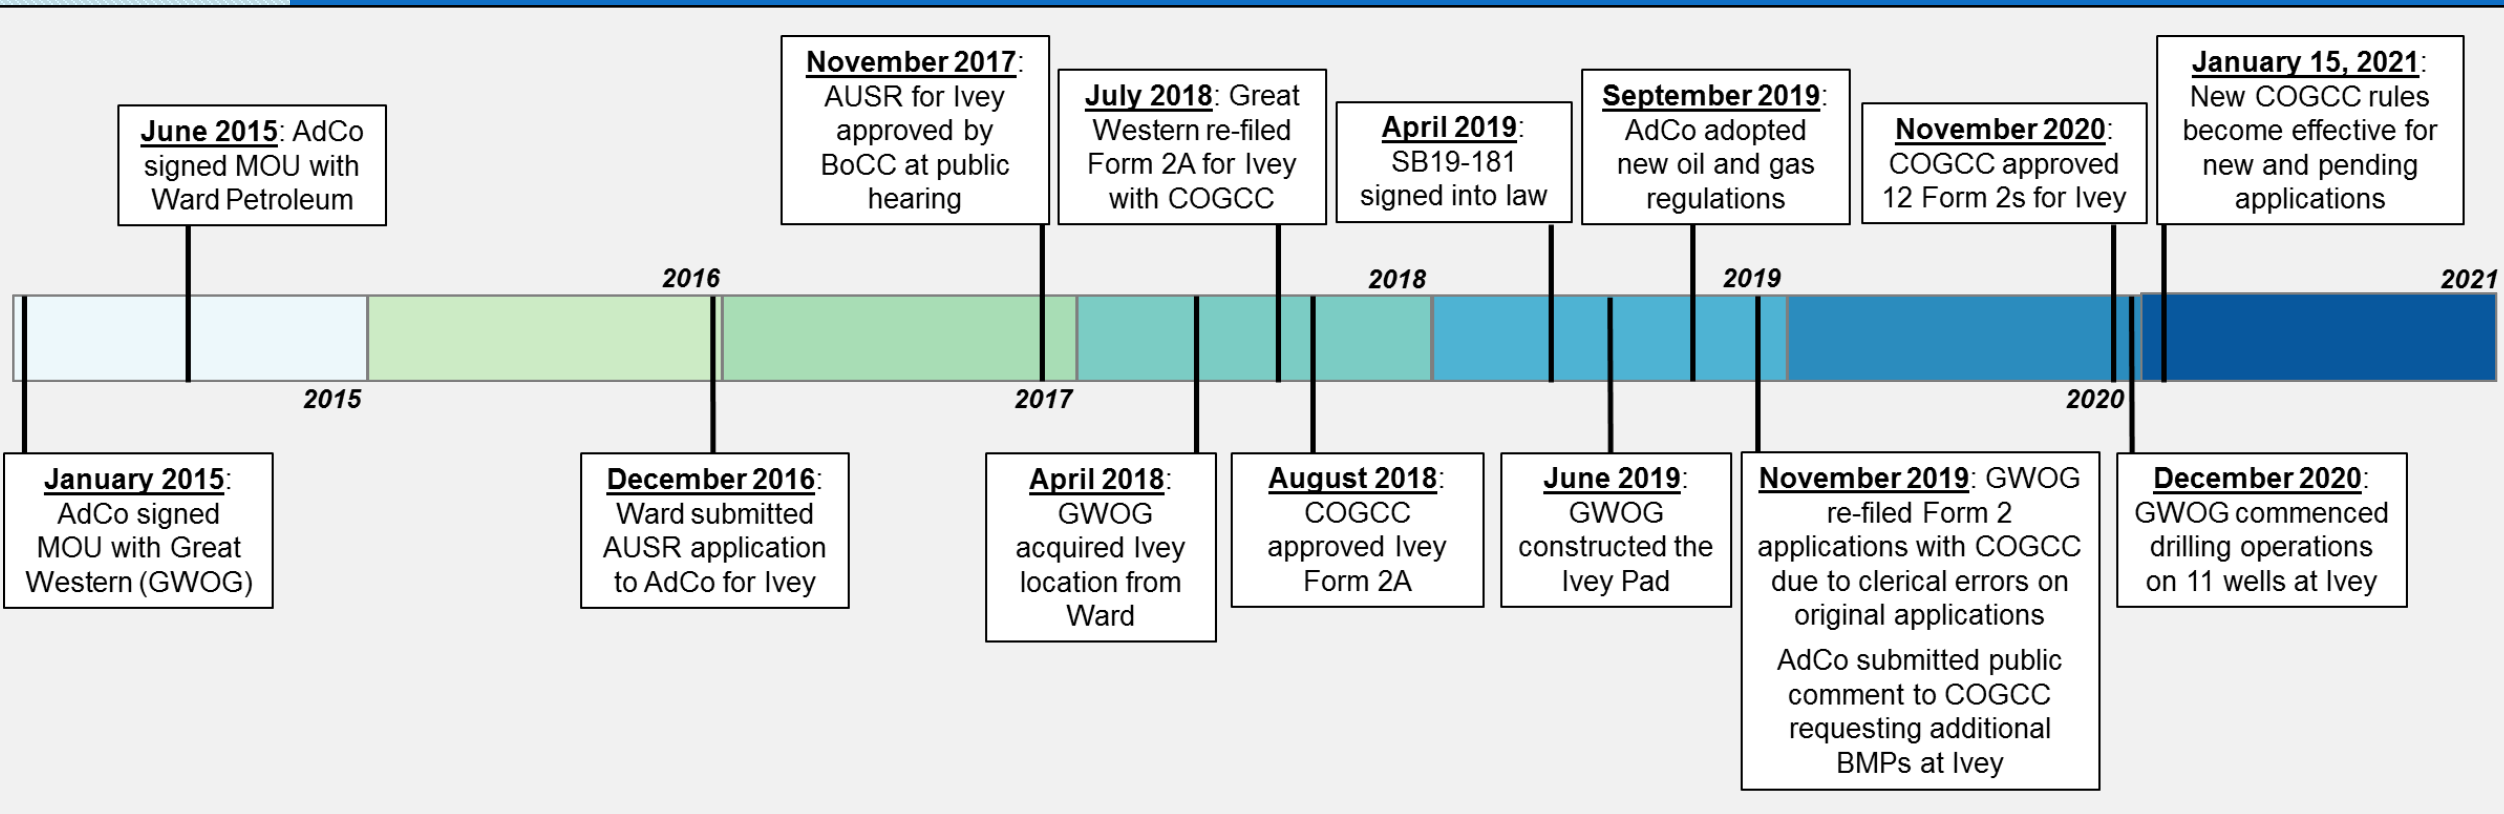 November 2017:
AUSR for Ivey
approved by
BoCC at public
hearing
January 15, 2021:
New COGCC rules
become effective for
new and pending
applications
July 2018: Great
Western re-filed
Form 2A for Ivey
with COGCC
September 2019:
AdCo adopted
new oil and gas
regulations
June 2015: AdCo
signed MOU with
Ward Petroleum
April 2019:
SB19-181
signed into law
November 2020:
COGCC approved
12 Form 2s for Ivey
2016
2018
2019
2021
2015
2017
2020
January 2015:
AdCo signed
MOU with Great
Western (GWOG)
December 2016:
Ward submitted
AUSR application
to AdCo for Ivey
April 2018:
GWOG
acquired Ivey
location from
Ward
August 2018:
COGCC
approved Ivey
Form 2A
June 2019:
GWOG
constructed the
Ivey Pad
November 2019: GWOG
re-filed Form 2
applications with COGCC
due to clerical errors on
original applications
AdCo submitted public
comment to COGCC
requesting additional
BMPs at Ivey
December 2020:
GWOG commenced
drilling operations
on 11 wells at Ivey